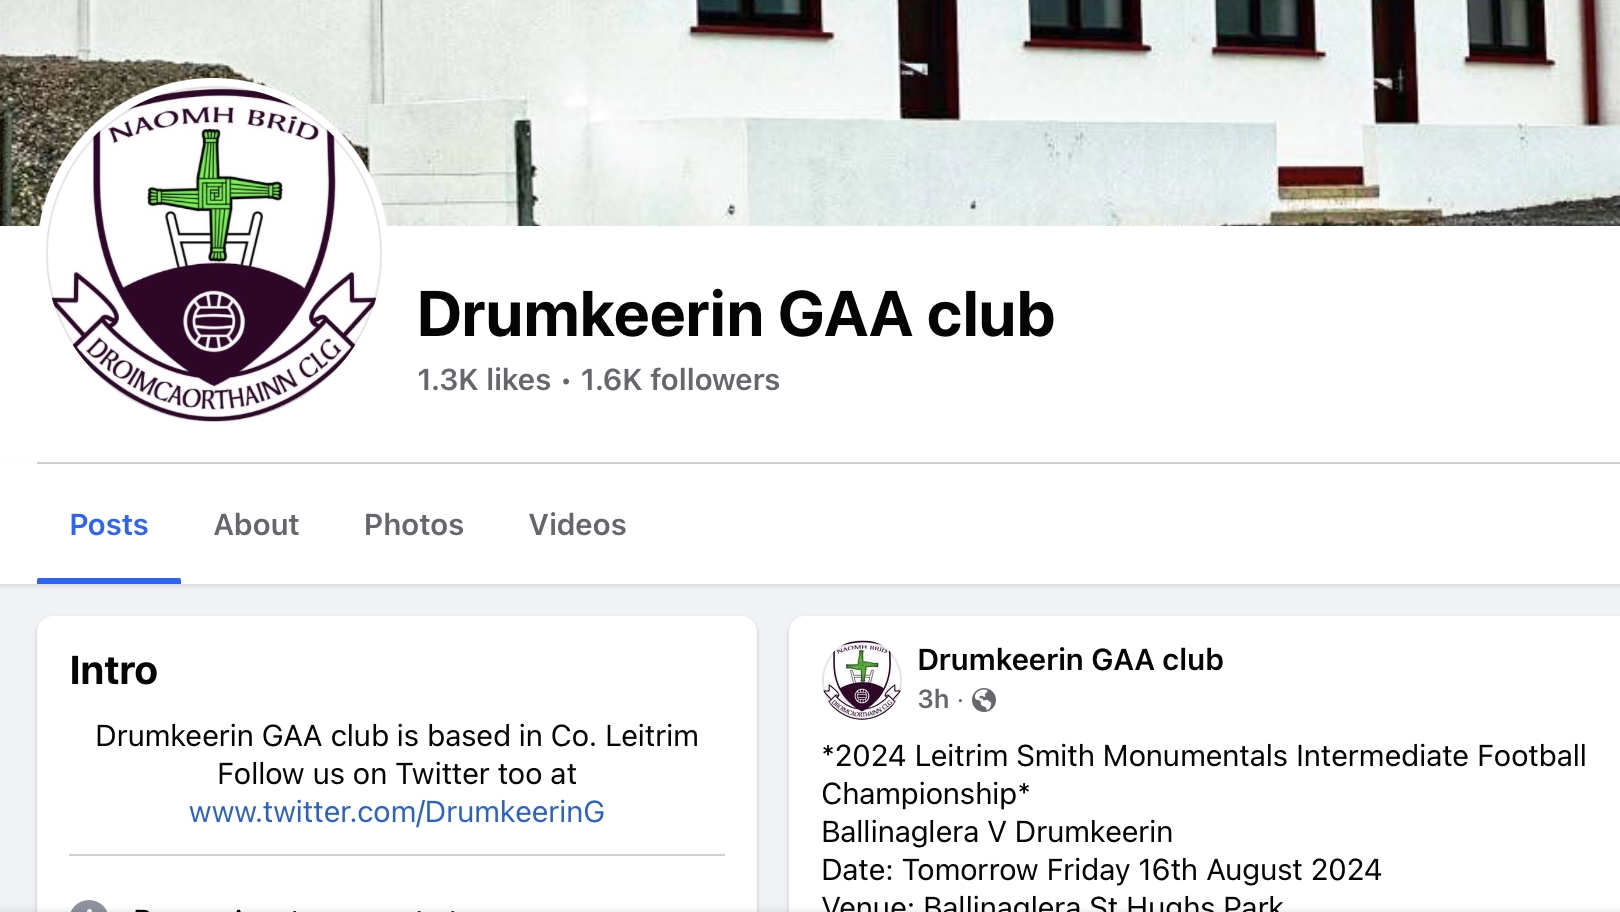 NAOMH BRíD
DROIMCAORTHAINN CLG
Drumkeerin GAA club
1.3K likes • 1.6K followers
Posts
About
Photos
Videos
Intro
Drumkeerin GAA club is based in Co. Leitrim
Follow us on Twitter too at
www.twitter.com/DrumkeerinG
NAOMH BRíD
DROIMCAORTHAINN CLG
Drumkeerin GAA club
3h ·
*2024 Leitrim Smith Monumentals Intermediate Football
Championship*
Ballinaglera V Drumkeerin
Date: Tomorrow Friday 16th August 2024
Venue: Ballinaglera St Hughs Park